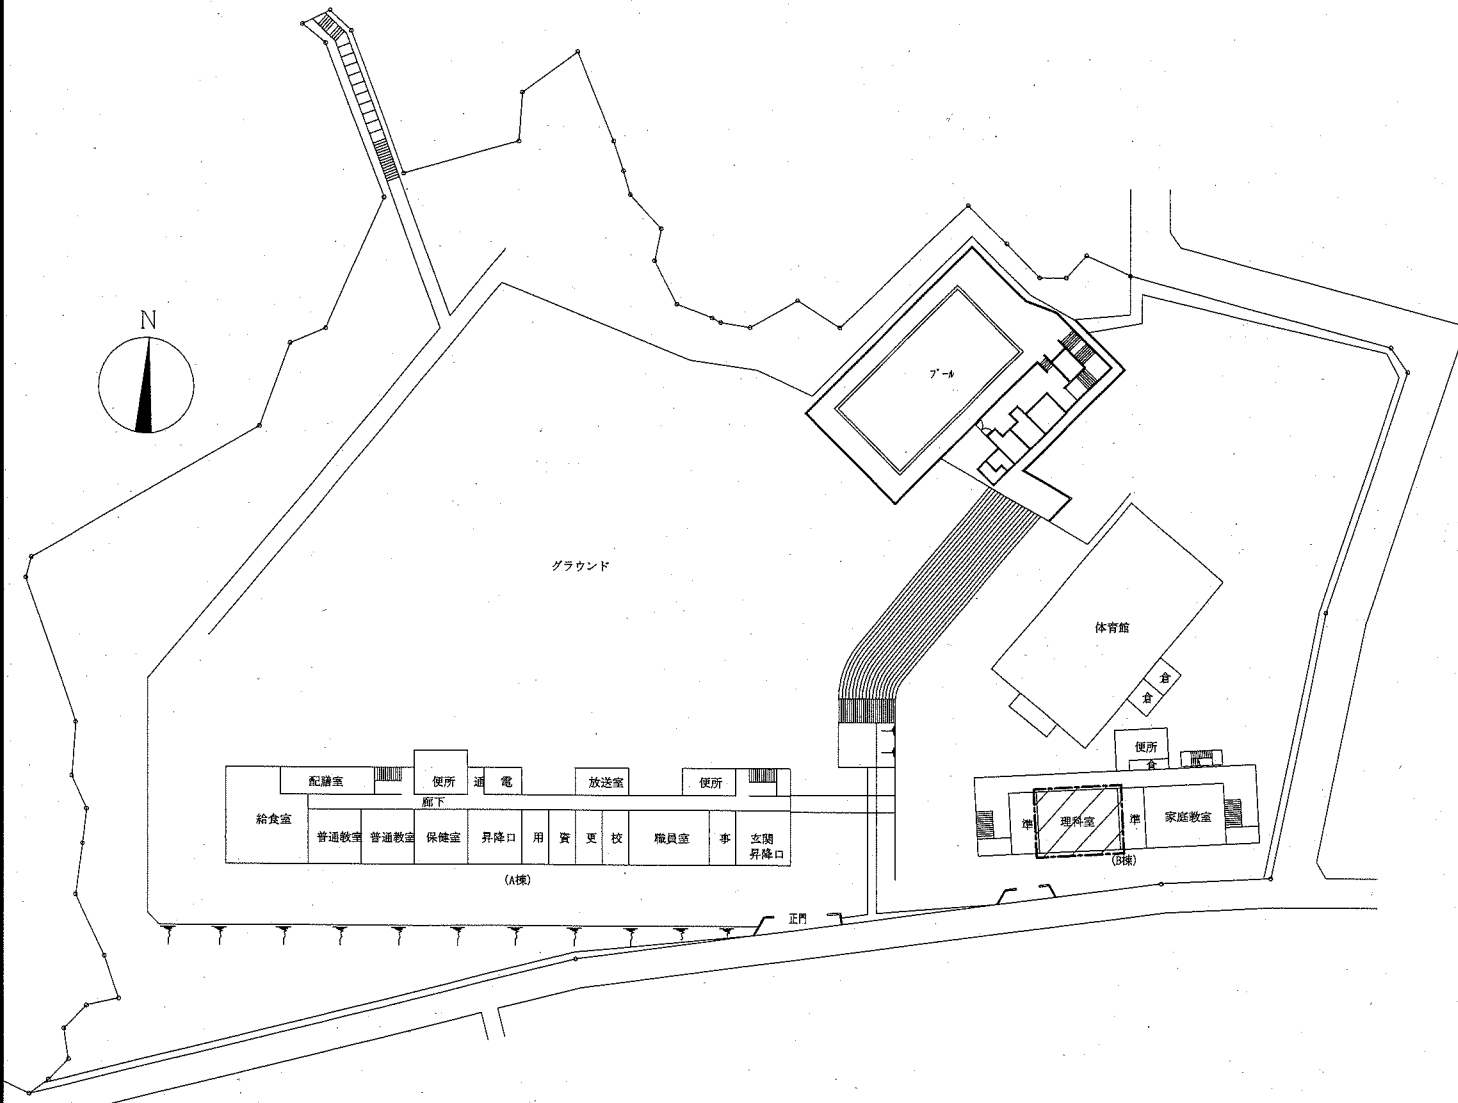 N
プール
グラウンド
体育館
倉
倉
便所
倉
配膳室
便所
通
電
放送室
便所
廊下
給食室
普通教室
普通教室
保健室
昇降口
用
資
更
校
職員室
事
玄関
昇降口
準
理科室
準
家庭教室
(A棟)
(B棟)
正門